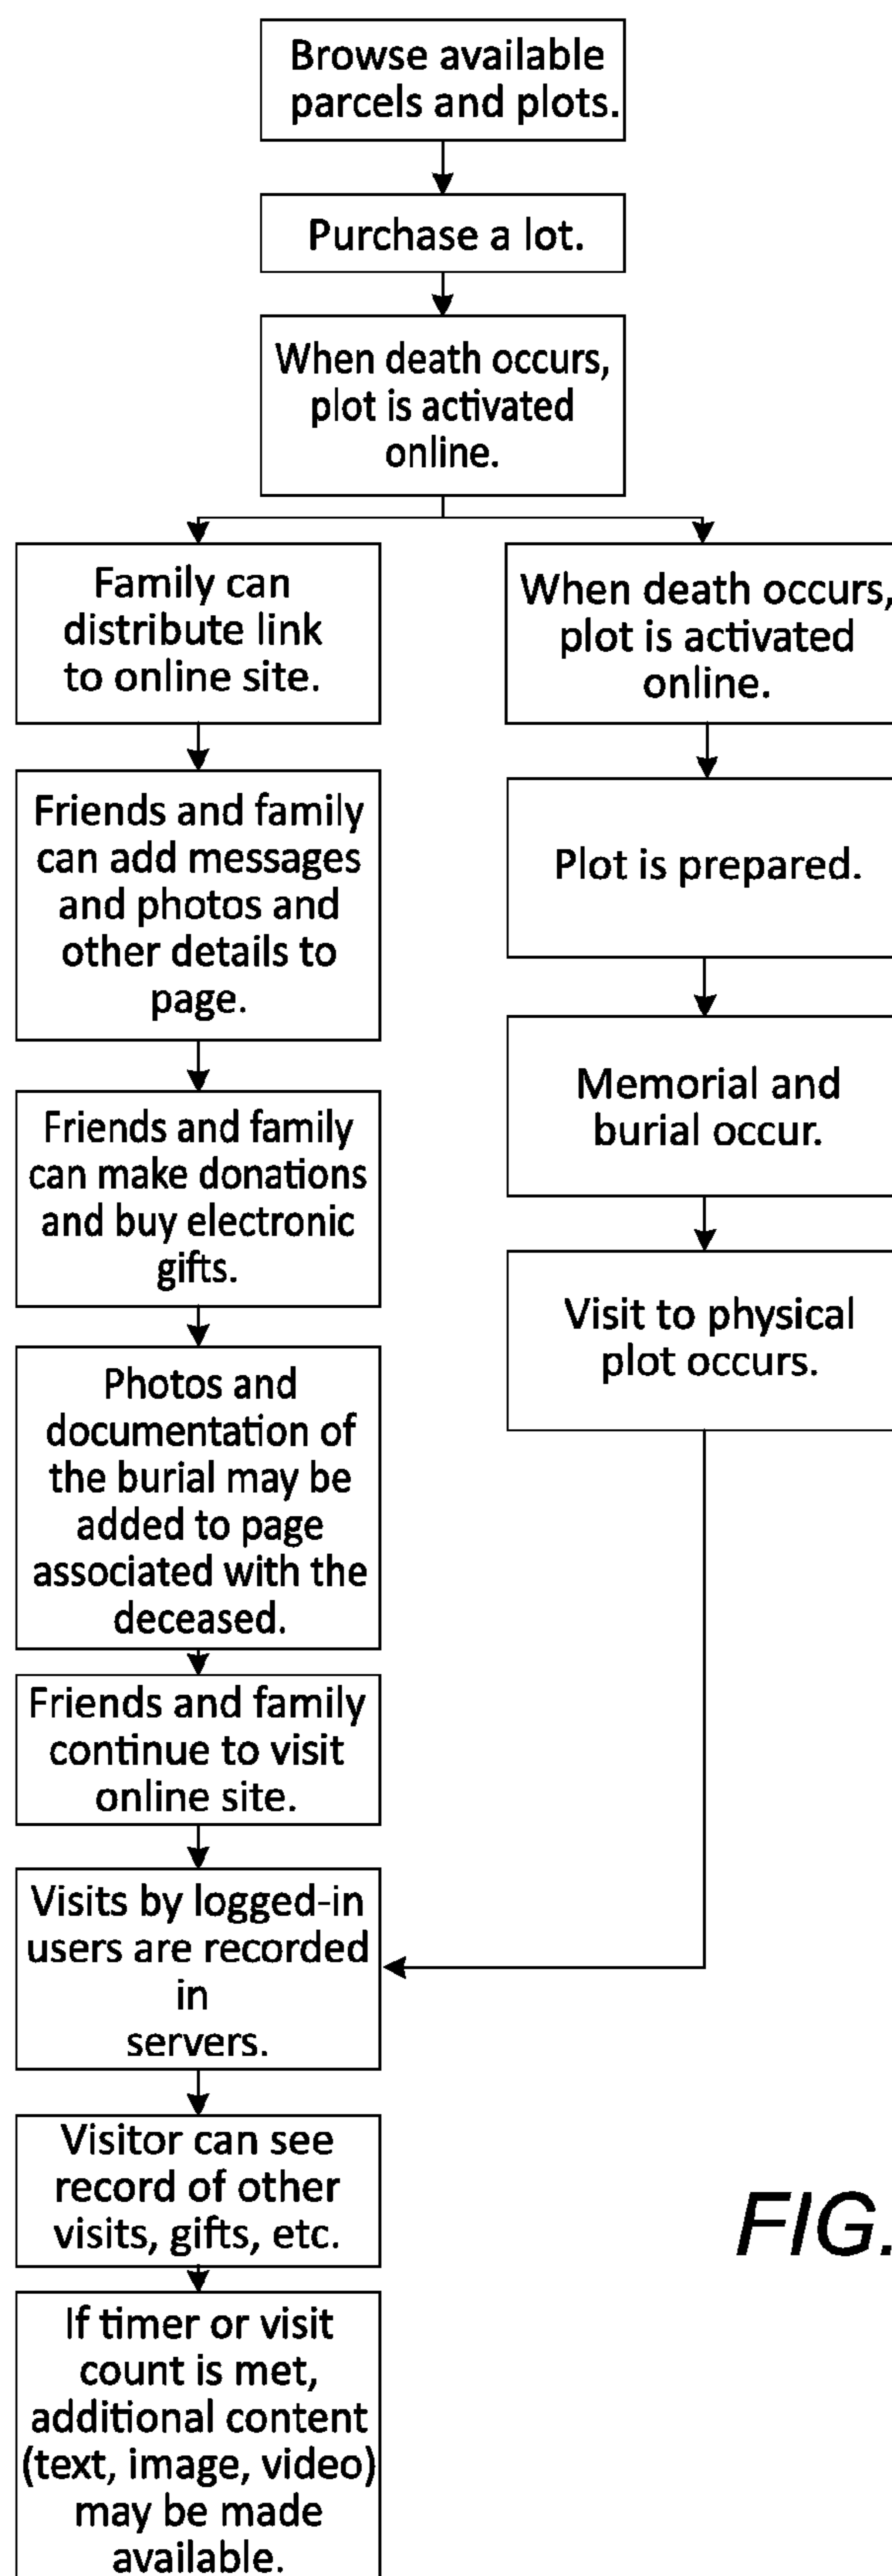 Browse available
parcels and plots.
Purchase a lot.
When death occurs,
plot is activated
online.
Family can
distribute link
to online site.
Friends and family
can add messages
and photos and
other details to
page.
Friends and family
can make donations
and buy electronic
gifts.
Photos and
documentation of
the burial may be
added to page
associated with the
deceased.
Friends and family
continue to visit
online site.
When death occurs,
plot is activated
online.
Plot is prepared.
Memorial and
burial occur.
Visit to physical
plot occurs.
Visits by logged-in
users are recorded
in
servers.
Visitor can see
record of other
visits, gifts, etc.
If timer or visit
count is met,
additional content
(text, image, video)
may be made
available.
FIG.